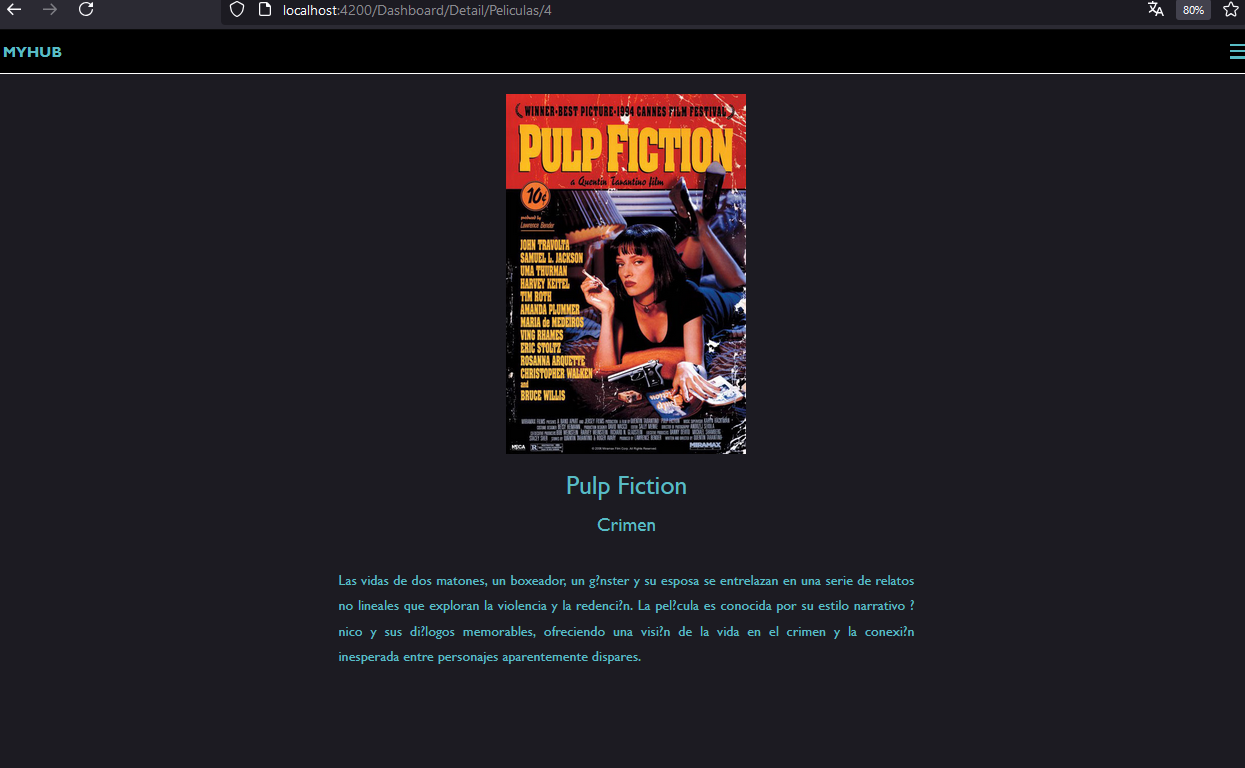 localhost:4200/Dashboard/Detail/Peliculas/4
80%
MYHUB
WINNER·BEST PICTURE·1994 CANNES FILM FESTIVAL
PULP FICTION
a Quentin Tarantino film
10¢
produced by
Lawrence Bender
JOHN TRAVOLTA
SAMUEL L. JACKSON
UMA THURMAN
HARVEY KEITEL
TIM ROTH
AMANDA PLUMMER
MARIA de MEDEIROS
VING RHAMES
ERIC STOLTZ
ROSANNA ARQUETTE
CHRISTOPHER WALKEN
and
BRUCE WILLIS
MIRAMAX
Pulp Fiction
Crimen
Las vidas de dos matones, un boxeador, un g?nster y su esposa se entrelazan en una serie de relatos
no lineales que exploran la violencia y la redenci?n. La pel?cula es conocida por su estilo narrativo ?
nico y sus di?logos memorables, ofreciendo una visi?n de la vida en el crimen y la conexi?n
inesperada entre personajes aparentemente dispares.